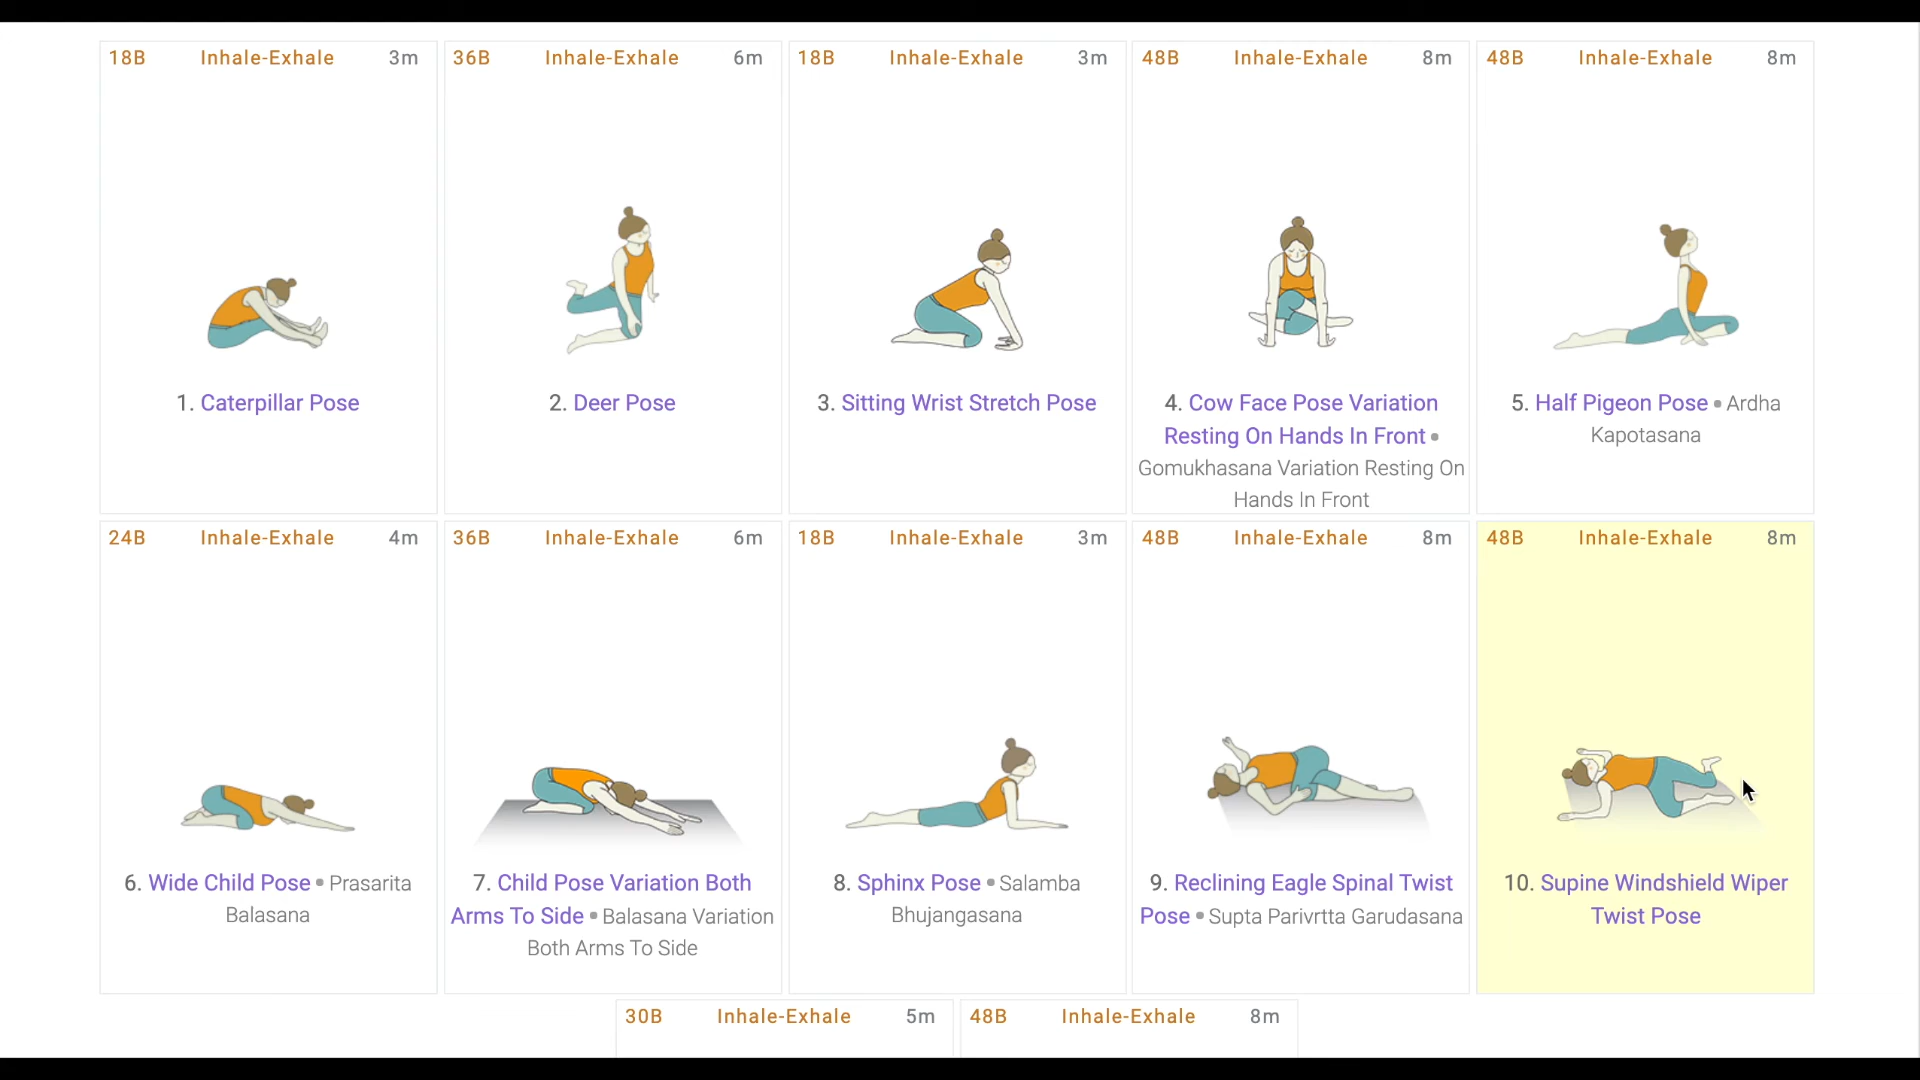 18B Inhale-Exhale 3m
36B Inhale-Exhale 6m
18B Inhale-Exhale 3m
48B Inhale-Exhale 8m
48B Inhale-Exhale 8m
1. Caterpillar Pose
2. Deer Pose
3. Sitting Wrist Stretch Pose
4. Cow Face Pose Variation
Resting On Hands In Front •
Gomukhasana Variation Resting On
Hands In Front
5. Half Pigeon Pose • Ardha
Kapotasana
24B Inhale-Exhale 4m
36B Inhale-Exhale 6m
18B Inhale-Exhale 3m
48B Inhale-Exhale 8m
48B Inhale-Exhale 8m
6. Wide Child Pose • Prasarita
Balasana
7. Child Pose Variation Both
Arms To Side • Balasana Variation
Both Arms To Side
8. Sphinx Pose • Salamba
Bhujangasana
9. Reclining Eagle Spinal Twist
Pose • Supta Parivrtta Garudasana
10. Supine Windshield Wiper
Twist Pose
30B Inhale-Exhale 5m
48B Inhale-Exhale 8m